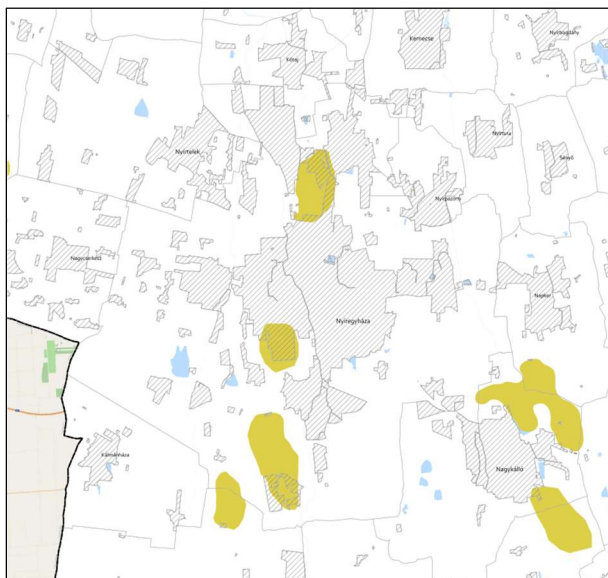 Kemecse
Nyírbogdány
Kótaj
Nyírtura
Nyírtelek
Sényő
Nyírpazony
Nagycserkesz
Napkor
Nyíregyháza
Kálmánháza
Nagykálló